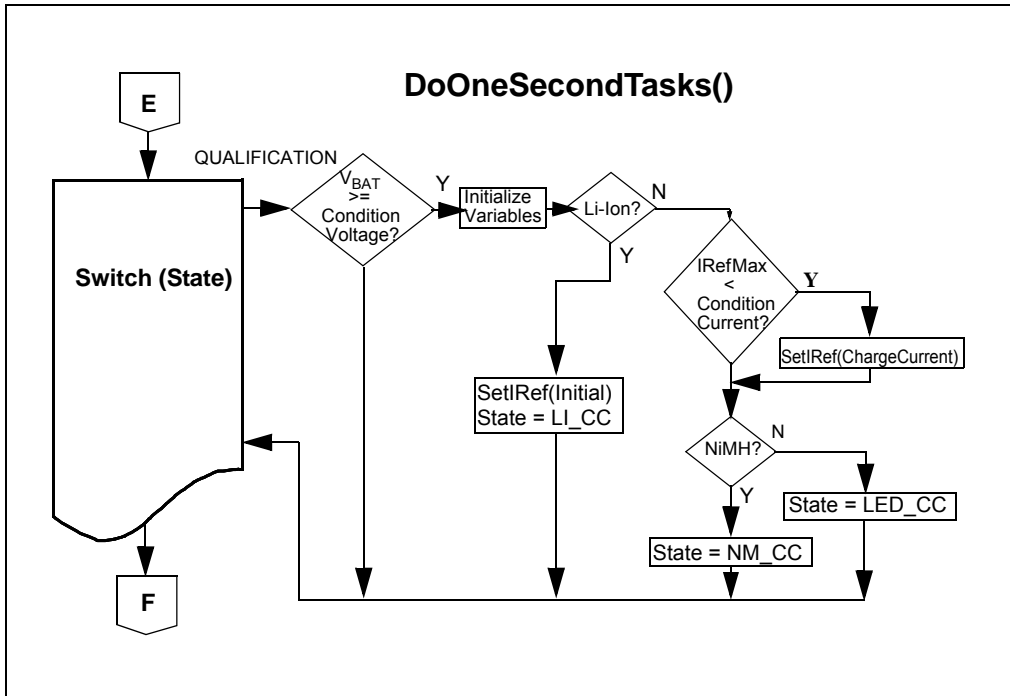 DoOneSecondTasks()
E
QUALIFICATION
VBAT
>=
Condition
Voltage?
Y
Initialize
Variables
Li-Ion?
N
Y
Switch (State)
IRefMax
<
Condition
Current?
Y
SetIRef(ChargeCurrent)
SetIRef(Initial)
State = LI_CC
NiMH?
N
Y
State = LED_CC
State = NM_CC
F